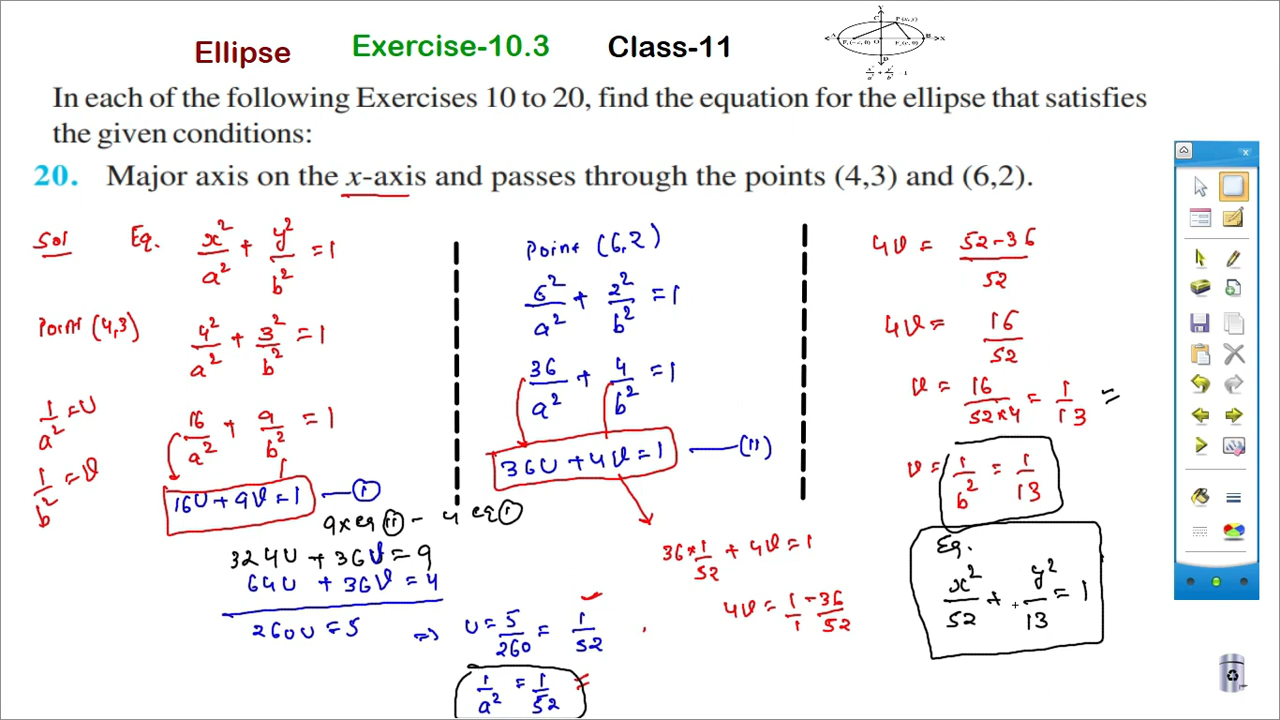 Ellipse Exercise-10.3 Class-11
In each of the following Exercises 10 to 20, find the equation for the ellipse that satisfies
the given conditions:
20. Major axis on the x-axis and passes through the points (4,3) and (6,2).
Sol Eq. x²/a² + y²/b² = 1
Point (4,3) 4²/a² + 3²/b² = 1
1/a² = U
16/a² + 9/b² = 1
1/b² = V
16U + 9V = 1 — (I)
9×eq (II) - 4 eq (I)
324U + 36V = 9
64U + 36V = 4
260U = 5 ⇒ U = 5/260 = 1/52
1/a² = 1/52 =
Point (6,2)
6²/a² + 2²/b² = 1
36/a² + 4/b² = 1
36U + 4V = 1 — (II)
36×1/52 + 4V = 1
4V = 1/1 - 36/52
4V = 52-36/52
4V = 16/52
V = 16/52×4 = 1/13 =
V = 1/b² = 1/13
Eq.
x²/52 + y²/13 = 1